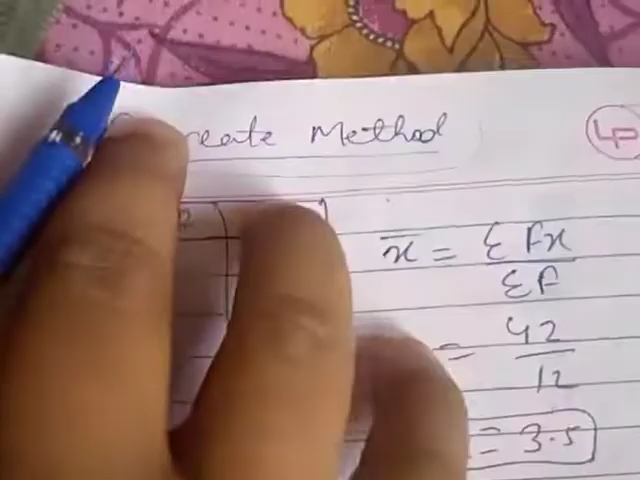 Method
LP
x̄ = ΣFx
ΣF
= 42
12
= 3.5